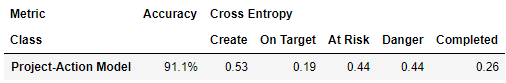 Metric Accuracy Cross Entropy
Class Create On Target At Risk Danger Completed
Project-Action Model 91.1% 0.53 0.19 0.44 0.44 0.26